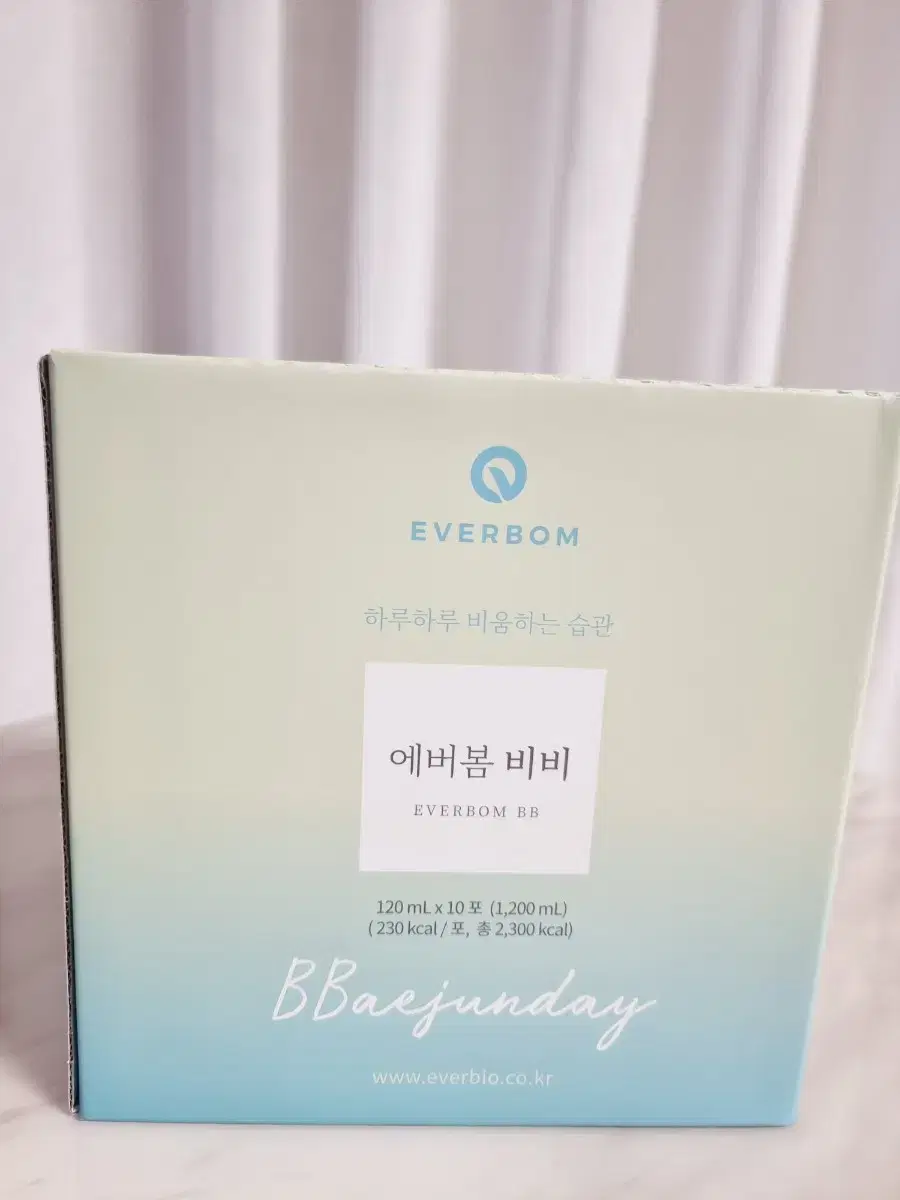 EVERBOM
하루하루 비움하는 습관
에버봄 비비
EVERBOM BB
120 mL x 10 포 (1,200 mL)
( 230 kcal / 포, 총 2,300 kcal)
BBaejunday
www.everbio.co.kr